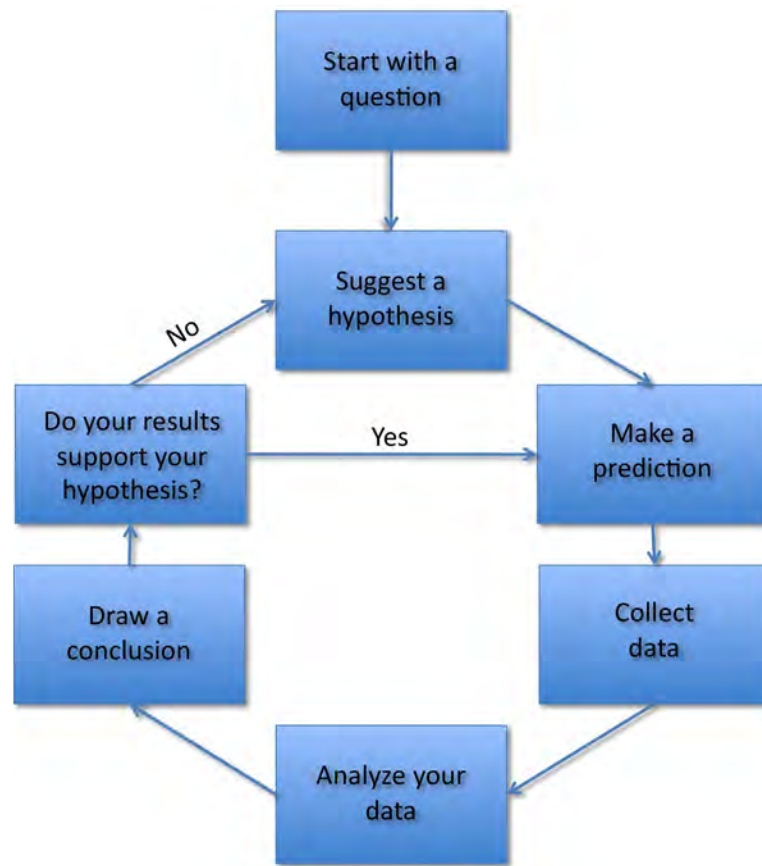 Start with a
question
Suggest a
hypothesis
No
Do your results
support your
hypothesis?
Yes
Make a
prediction
Draw a
conclusion
Collect
data
Analyze your
data